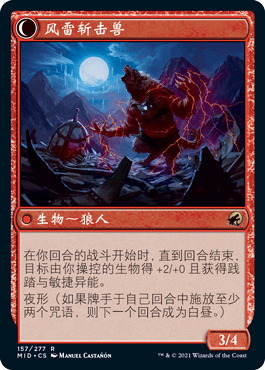 风雷斩击兽
生物～狼人
在你回合的战斗开始时，直到回合结束，
目标由你操控的生物得 +2/+0 且获得践
踏与敏捷异能。
夜形（如果牌手于自己回合中施放至少
两个咒语，则下一个回合成为白昼。）
3/4
157/277 R
MID • CS MANUEL CASTAÑÓN
™ & © 2021 Wizards of the Coast